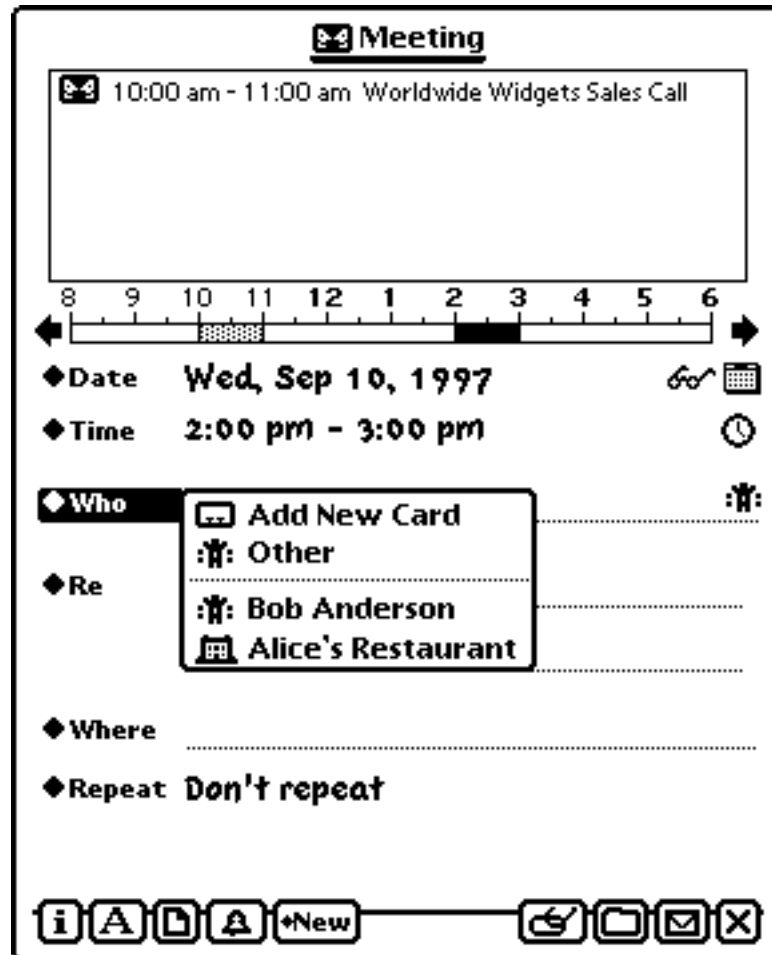 Meeting
10:00 am - 11:00 am Worldwide Widgets Sales Call
8 9 10 11 12 1 2 3 4 5 6
Date Wed, Sep 10, 1997
Time 2:00 pm - 3:00 pm
Who
Add New Card
Other
Re
Bob Anderson
Alice's Restaurant
Where
Repeat Don't repeat
i A New X